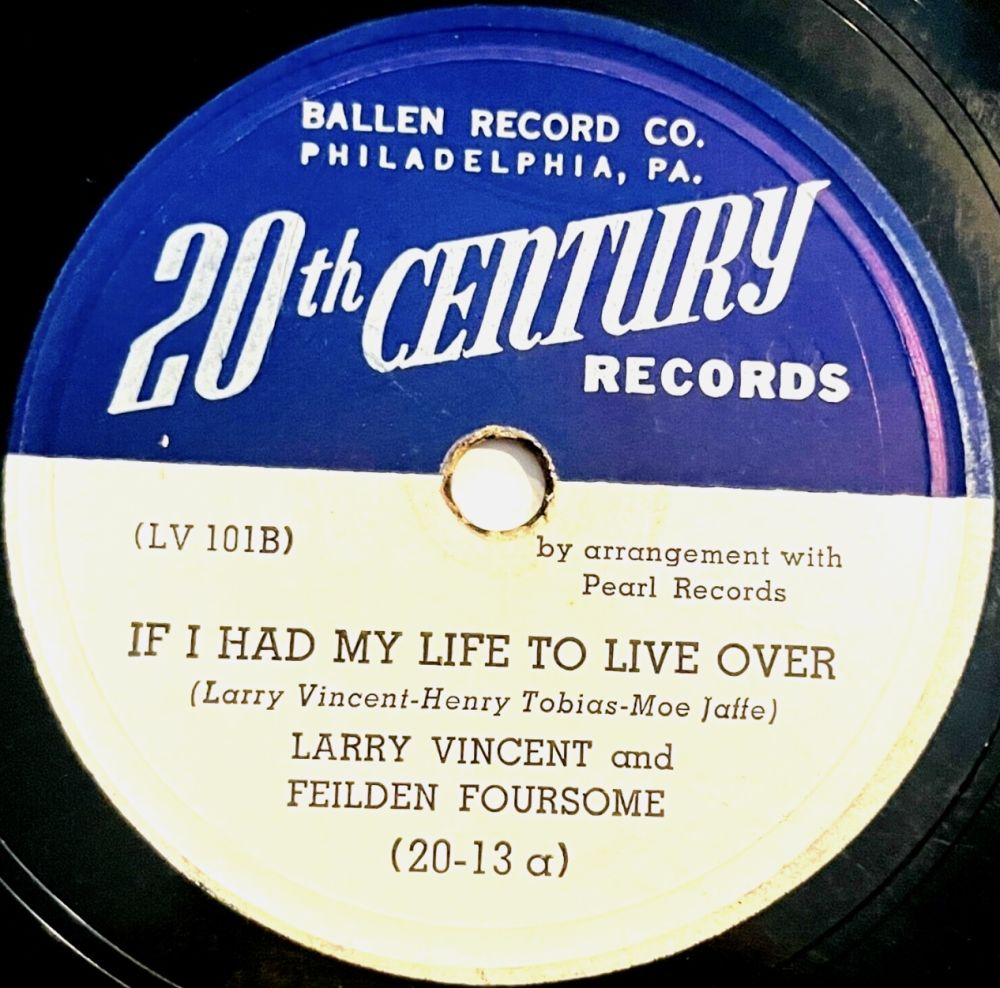 BALLEN RECORD CO.
PHILADELPHIA, PA.
20th CENTURY
RECORDS
(LV 101B)
by arrangement with
Pearl Records
IF I HAD MY LIFE TO LIVE OVER
(Larry Vincent-Henry Tobias-Moe Jaffe)
LARRY VINCENT and
FEILDEN FOURSOME
(20-13 a)